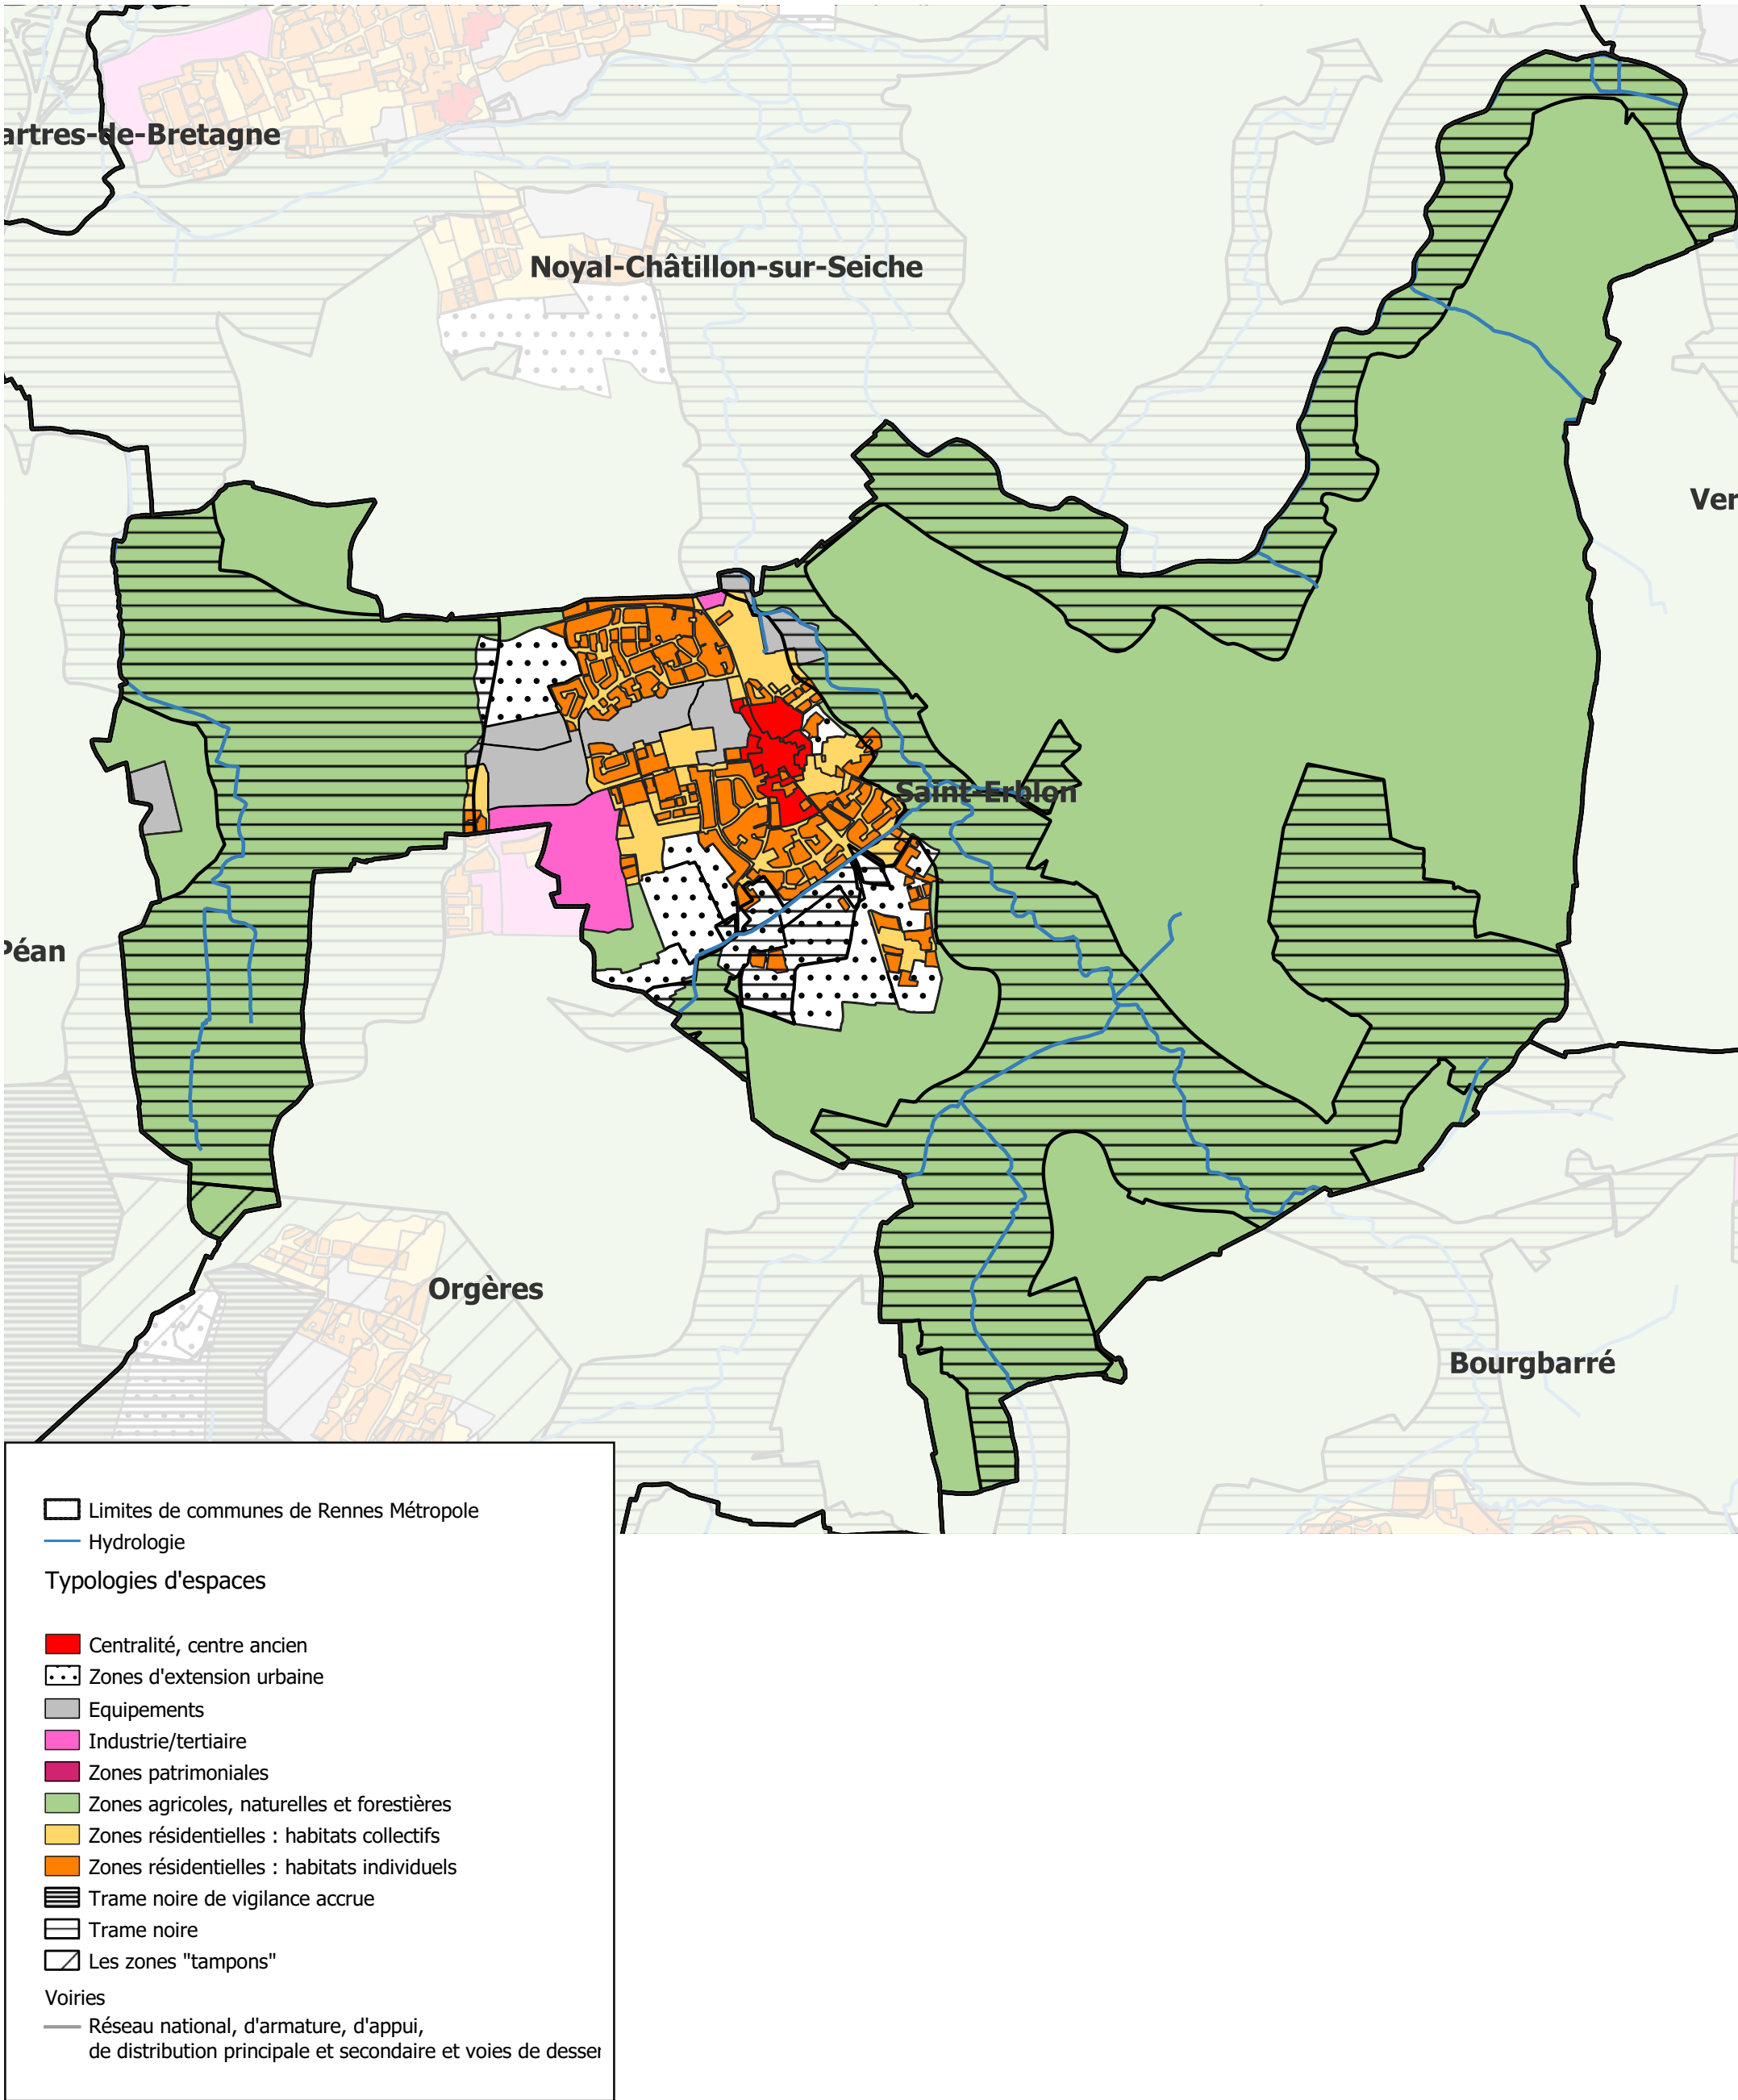 artres-de-Bretagne
Noyal-Châtillon-sur-Seiche
Ver
Saint-Erblon
Péan
Orgères
Bourgbarré
Limites de communes de Rennes Métropole
Hydrologie
Typologies d'espaces
Centralité, centre ancien
Zones d'extension urbaine
Equipements
Industrie/tertiaire
Zones patrimoniales
Zones agricoles, naturelles et forestières
Zones résidentielles : habitats collectifs
Zones résidentielles : habitats individuels
Trame noire de vigilance accrue
Trame noire
Les zones "tampons"
Voiries
Réseau national, d'armature, d'appui,
de distribution principale et secondaire et voies de desser